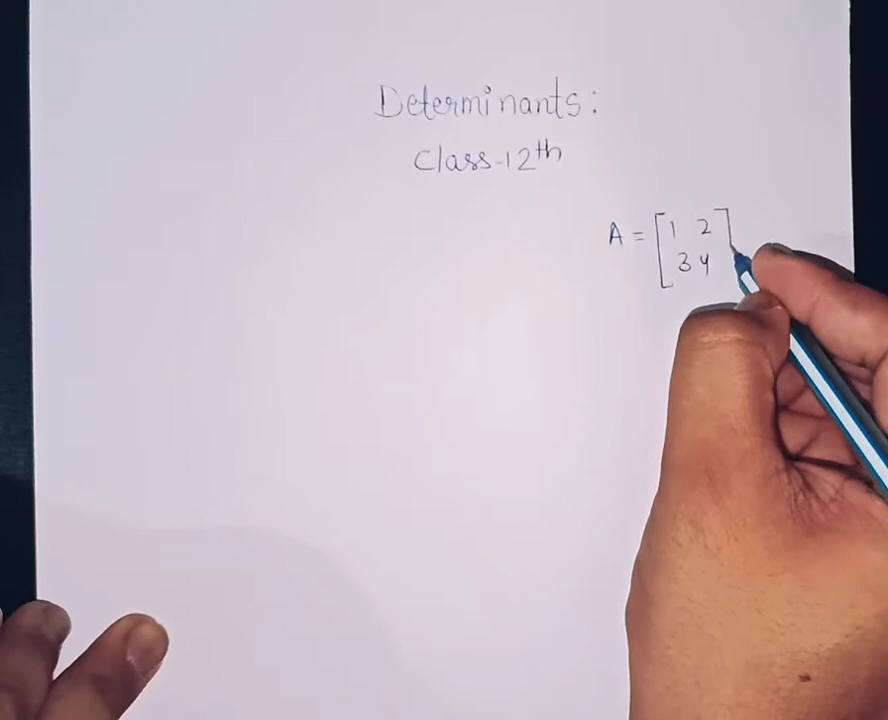 Determinants:
Class-12th
A = [1 2
3 4